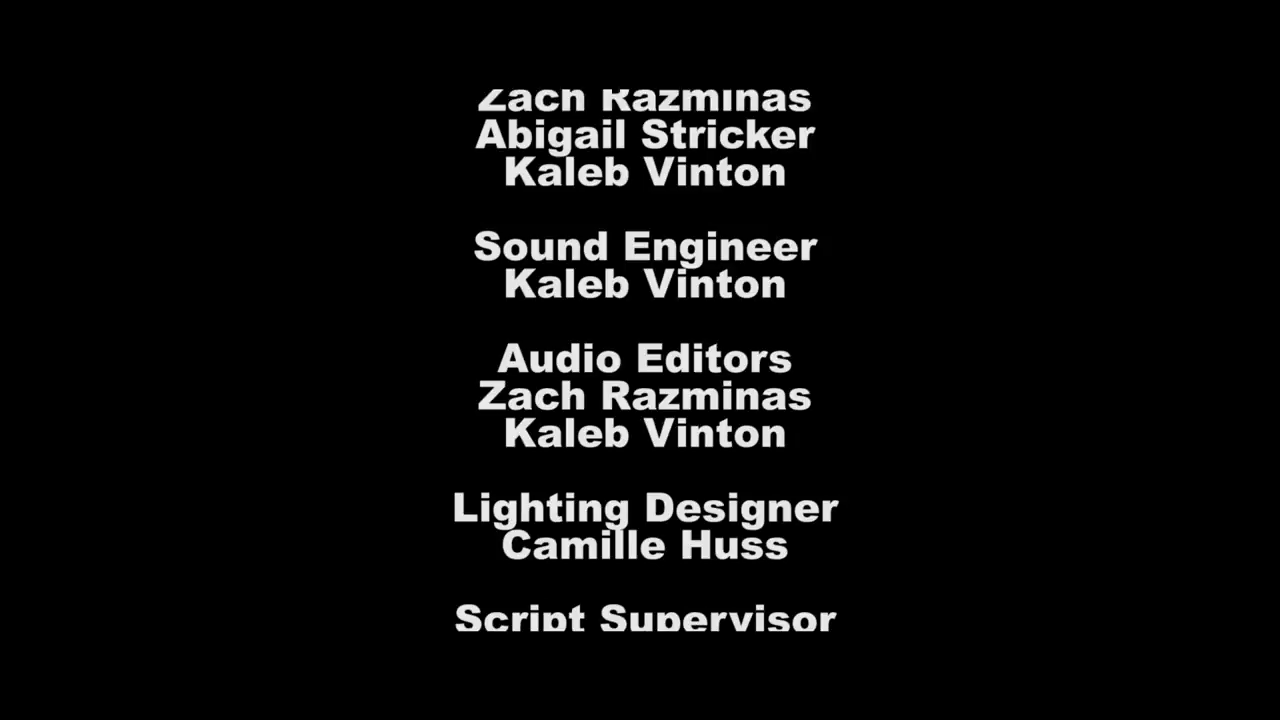 Zach Razminas
Abigail Stricker
Kaleb Vinton
Sound Engineer
Kaleb Vinton
Audio Editors
Zach Razminas
Kaleb Vinton
Lighting Designer
Camille Huss
Script Supervisor